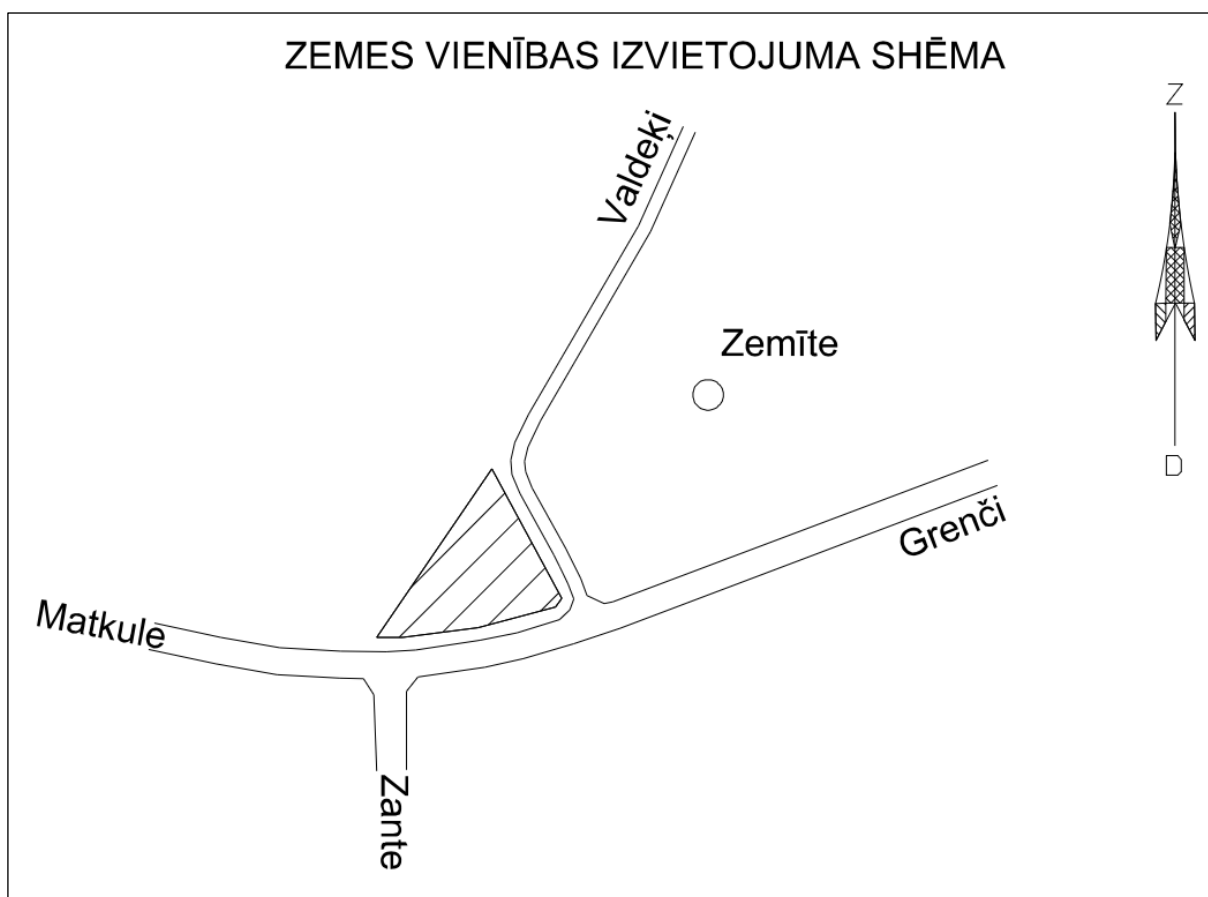 ZEMES VIENĪBAS IZVIETOJUMA SHĒMA
Z
Valdeķi
Zemīte
D
Grenči
Matkule
Zante